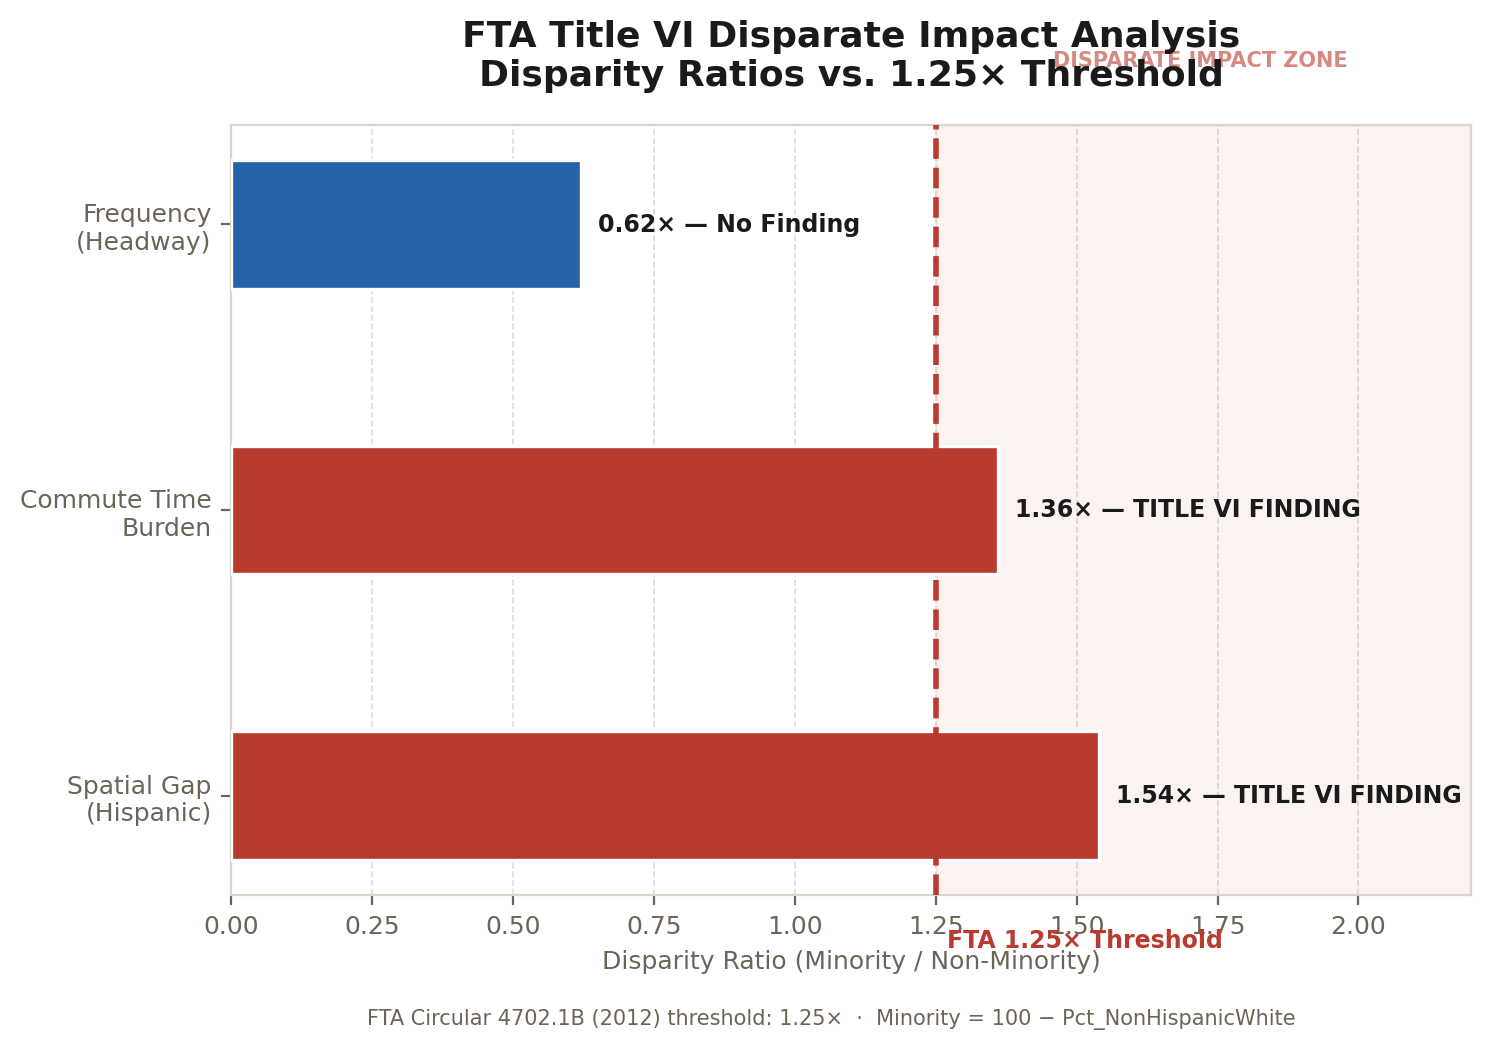 FTA Title VI Disparate Impact Analysis
Disparity Ratios vs. 1.25× Threshold
DISPARATE IMPACT ZONE
Frequency
(Headway)
0.62× — No Finding
Commute Time
Burden
1.36× — TITLE VI FINDING
Spatial Gap
(Hispanic)
1.54× — TITLE VI FINDING
0.00 0.25 0.50 0.75 1.00 1.25 1.50 1.75 2.00
FTA 1.25× Threshold
Disparity Ratio (Minority / Non-Minority)
FTA Circular 4702.1B (2012) threshold: 1.25× · Minority = 100 − Pct_NonHispanicWhite